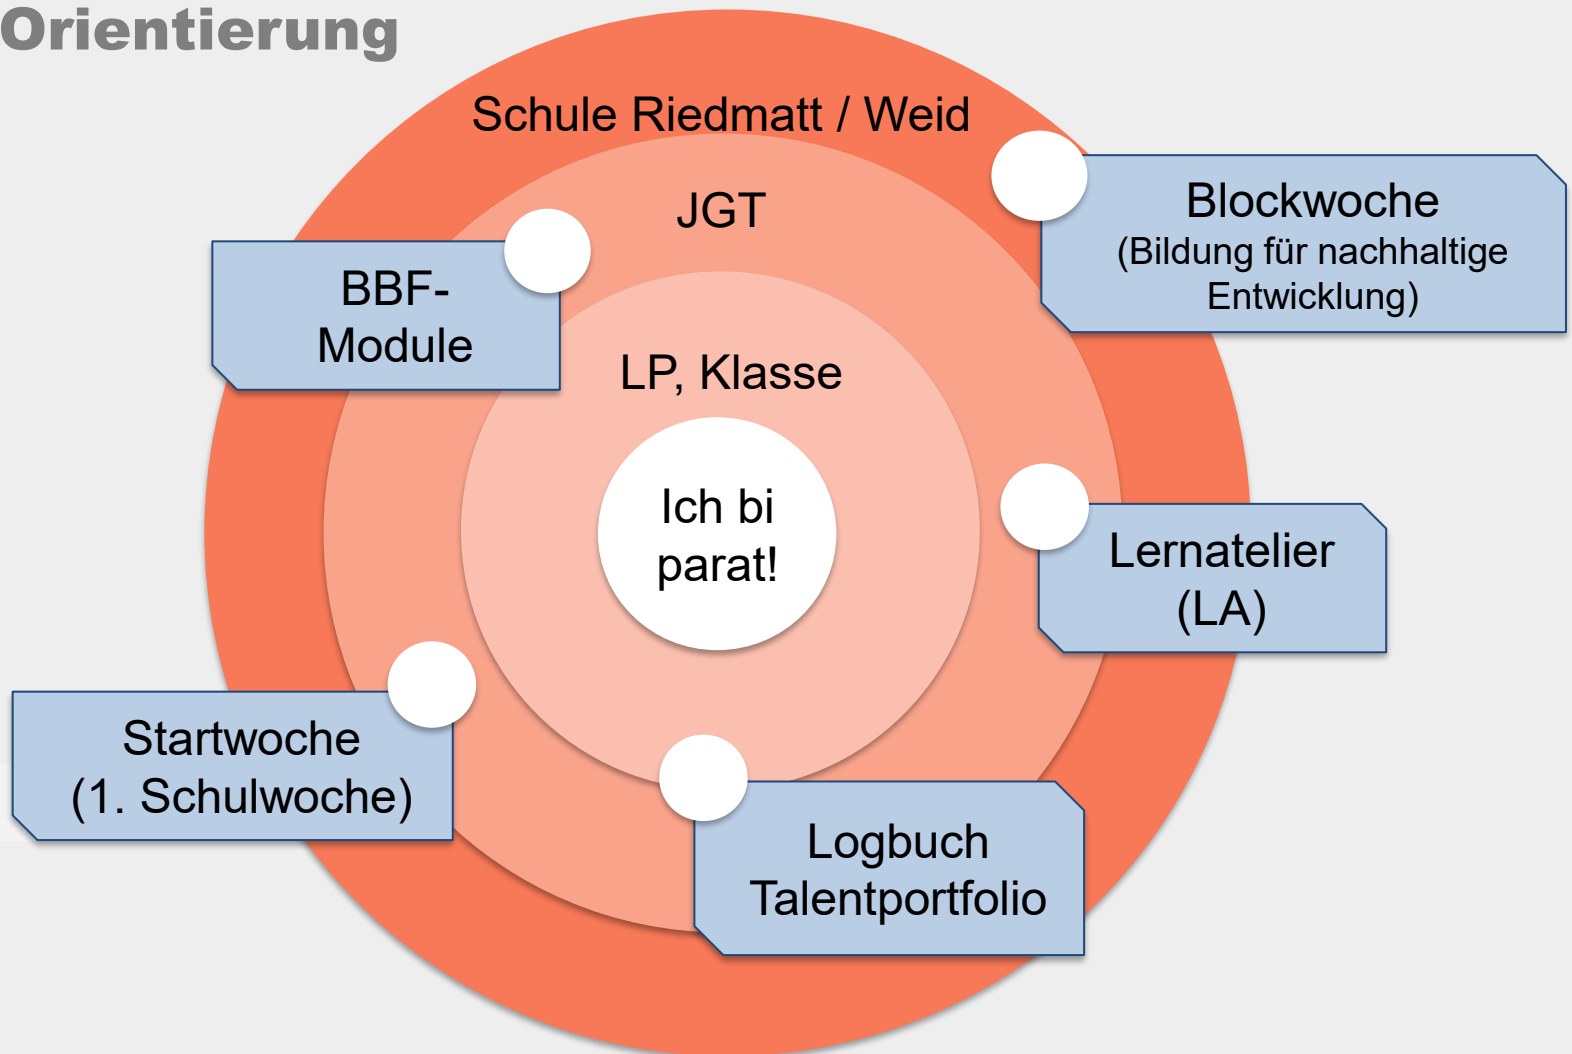 Orientierung
Schule Riedmatt / Weid
JGT
Blockwoche
(Bildung für nachhaltige
Entwicklung)
BBF-
Module
LP, Klasse
Ich bi
parat!
Lernatelier
(LA)
Startwoche
(1. Schulwoche)
Logbuch
Talentportfolio